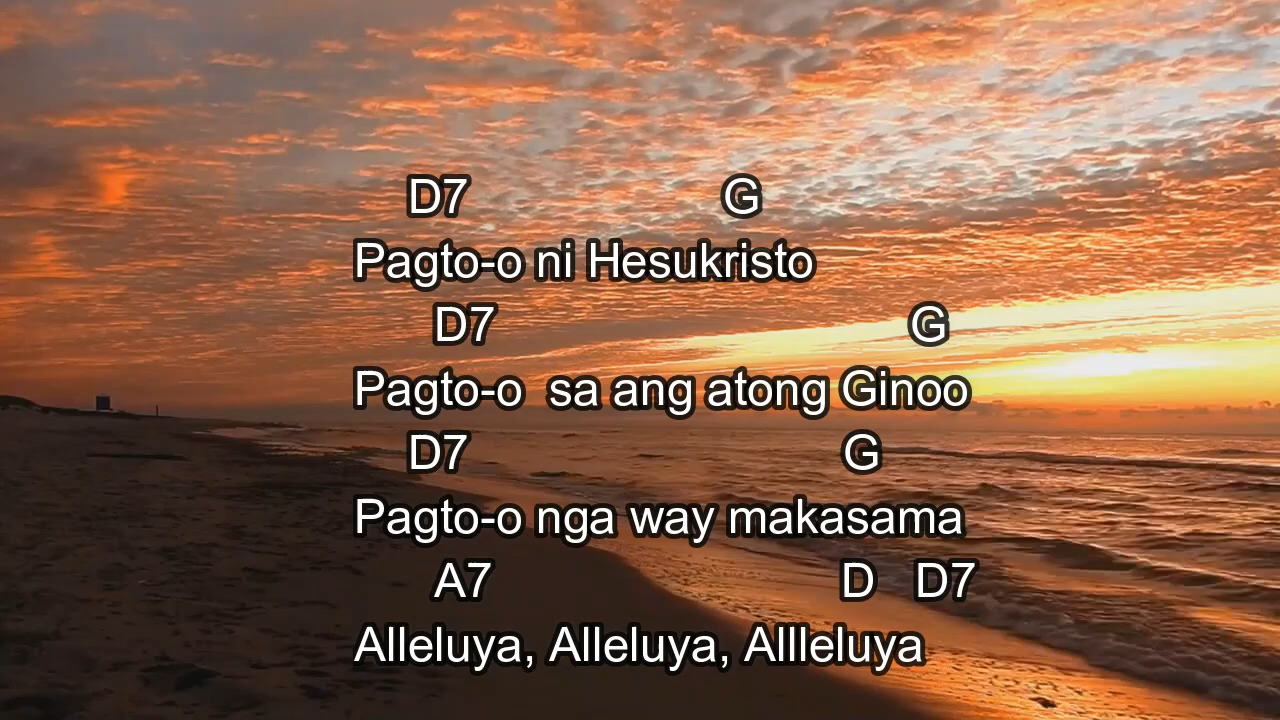 D7 G
Pagto-o ni Hesukristo
D7 G
Pagto-o sa ang atong Ginoo
D7 G
Pagto-o nga way makasama
A7 D D7
Alleluya, Alleluya, Allleluya